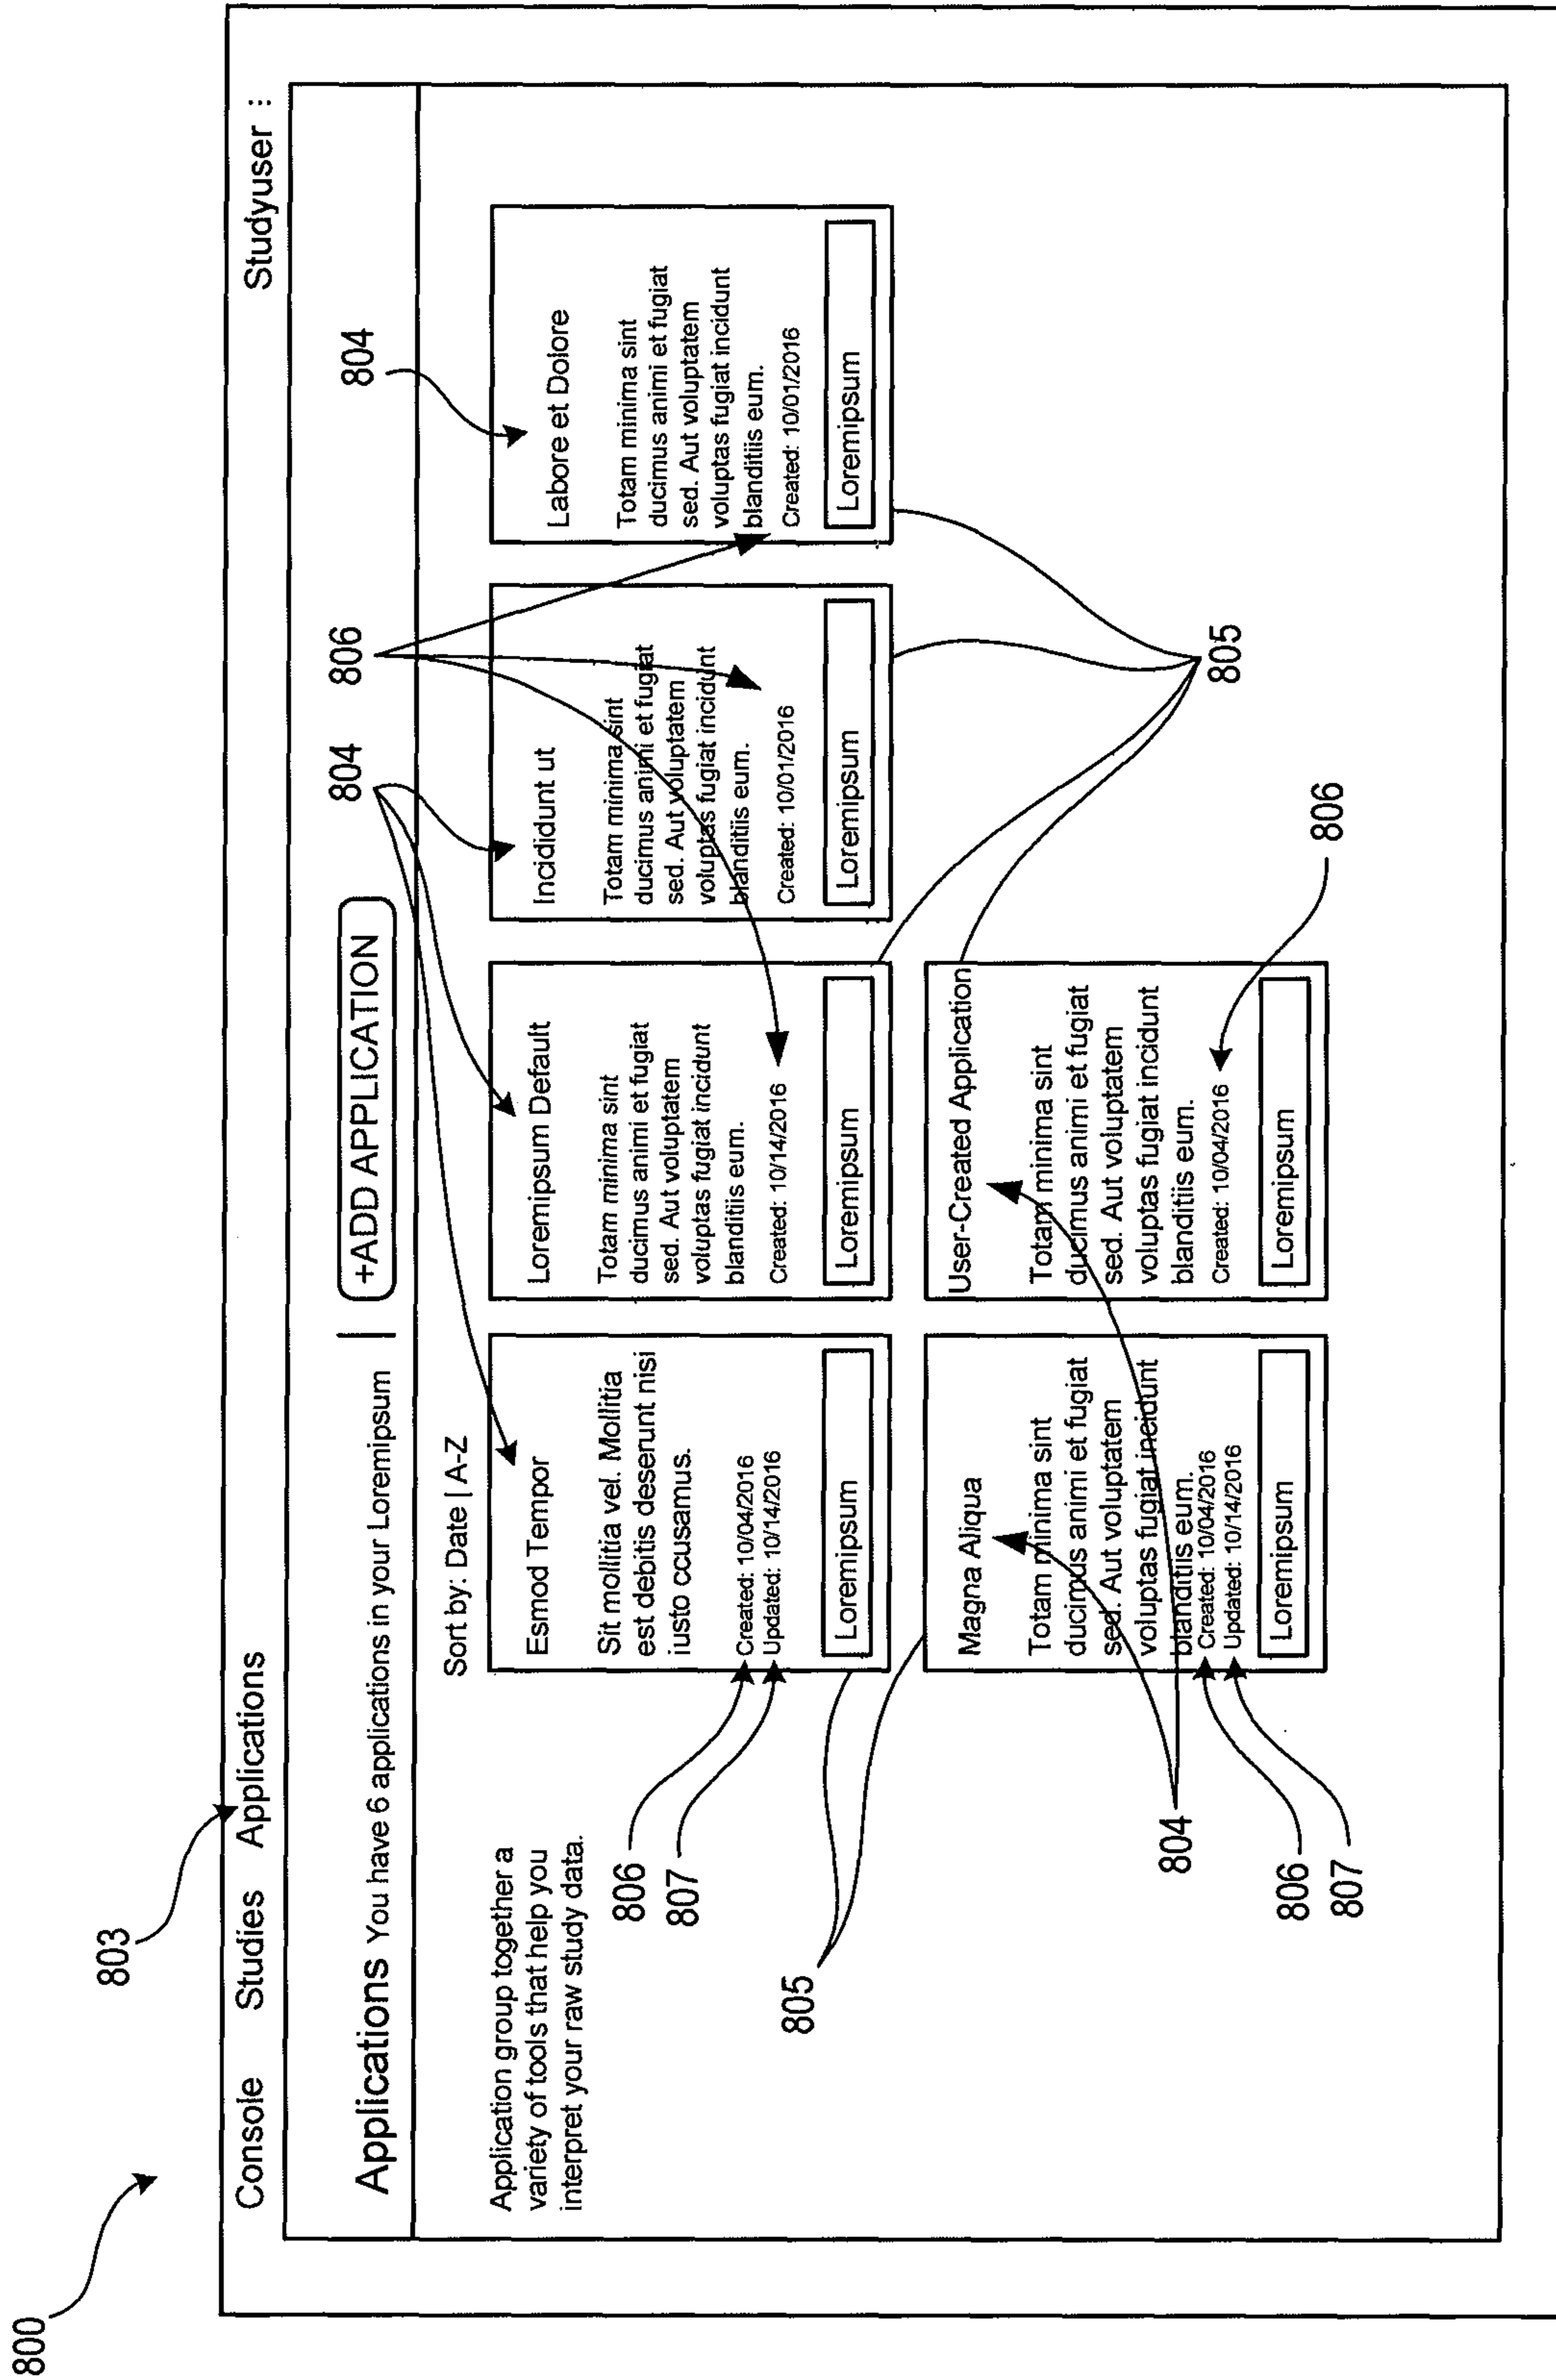 800
803
Console Studies Applications Studyuser :
Applications You have 6 applications in your Loremipsum | +ADD APPLICATION
804 806 804
Application group together a
variety of tools that help you
interpret your raw study data.
Sort by: Date | A-Z
Esmod Tempor
Sit mollitia vel. Mollitia
est debitis deserunt nisi
iusto ccusamus.
Created: 10/04/2016
Updated: 10/14/2016
Loremipsum
806
807
805
Loremipsum Default
Totam minima sint
ducimus animi et fugiat
sed. Aut voluptatem
voluptas fugiat incidunt
blanditiis eum.
Created: 10/14/2016
Loremipsum
Incididunt ut
Totam minima sint
ducimus animi et fugiat
sed. Aut voluptatem
voluptas fugiat incidunt
blanditiis eum.
Created: 10/01/2016
Loremipsum
Labore et Dolore
Totam minima sint
ducimus animi et fugiat
sed. Aut voluptatem
voluptas fugiat incidunt
blanditiis eum.
Created: 10/01/2016
Loremipsum
Magna Aliqua
Totam minima sint
ducimus animi et fugiat
sed. Aut voluptatem
voluptas fugiat incidunt
blanditiis eum.
Created: 10/04/2016
Updated: 10/14/2016
Loremipsum
804
806
807
User-Created Application
Totam minima sint
ducimus animi et fugiat
sed. Aut voluptatem
voluptas fugiat incidunt
blanditiis eum.
Created: 10/04/2016
Loremipsum
805
806